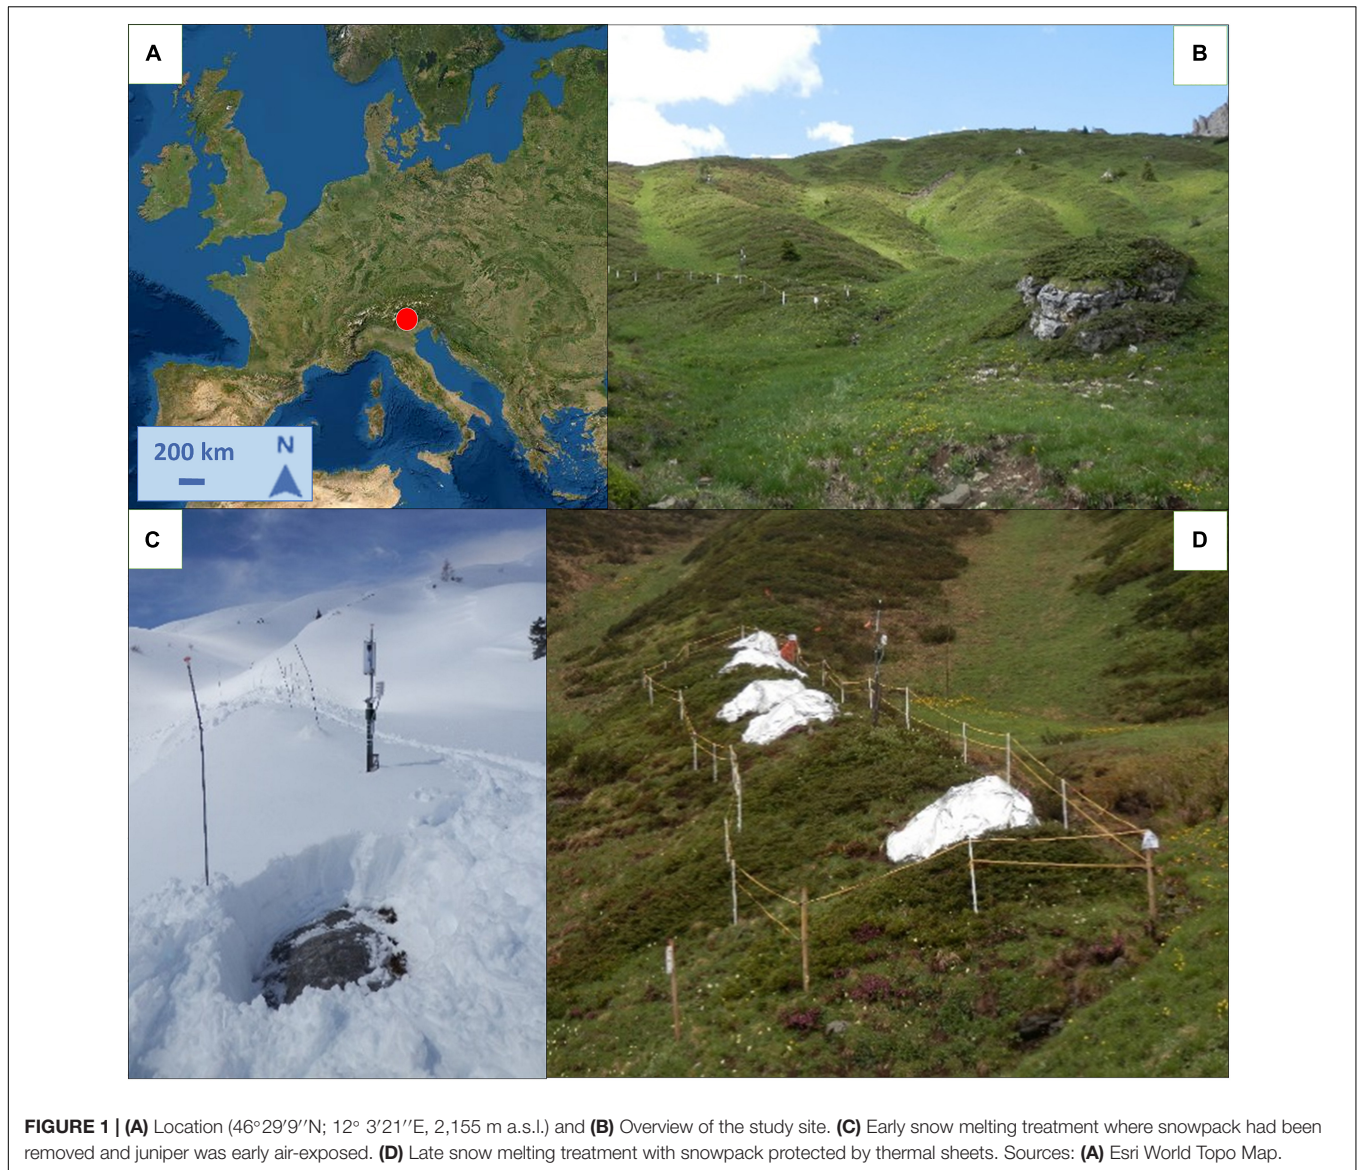 A
B
200 km
N
C
D
FIGURE 1 | (A) Location (46°29′9′′N; 12° 3′21′′E, 2,155 m a.s.l.) and (B) Overview of the study site. (C) Early snow melting treatment where snowpack had been
removed and juniper was early air-exposed. (D) Late snow melting treatment with snowpack protected by thermal sheets. Sources: (A) Esri World Topo Map.